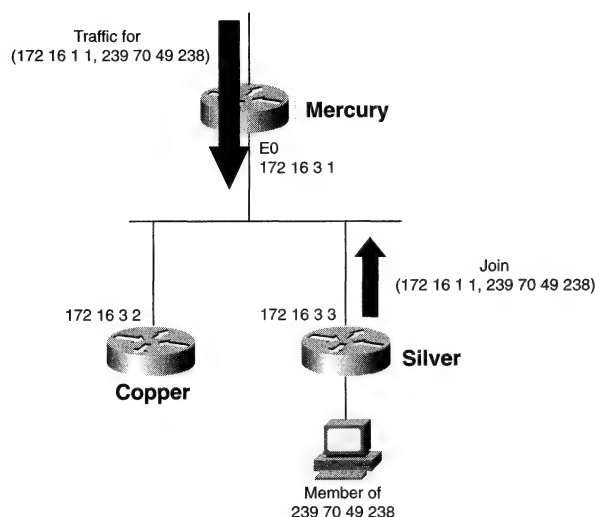 Traffic for
(172 16 1 1, 239 70 49 238)
Mercury
E0
172 16 3 1
Join
(172 16 1 1, 239 70 49 238)
172 16 3 2
172 16 3 3
Copper
Silver
Member of
239 70 49 238